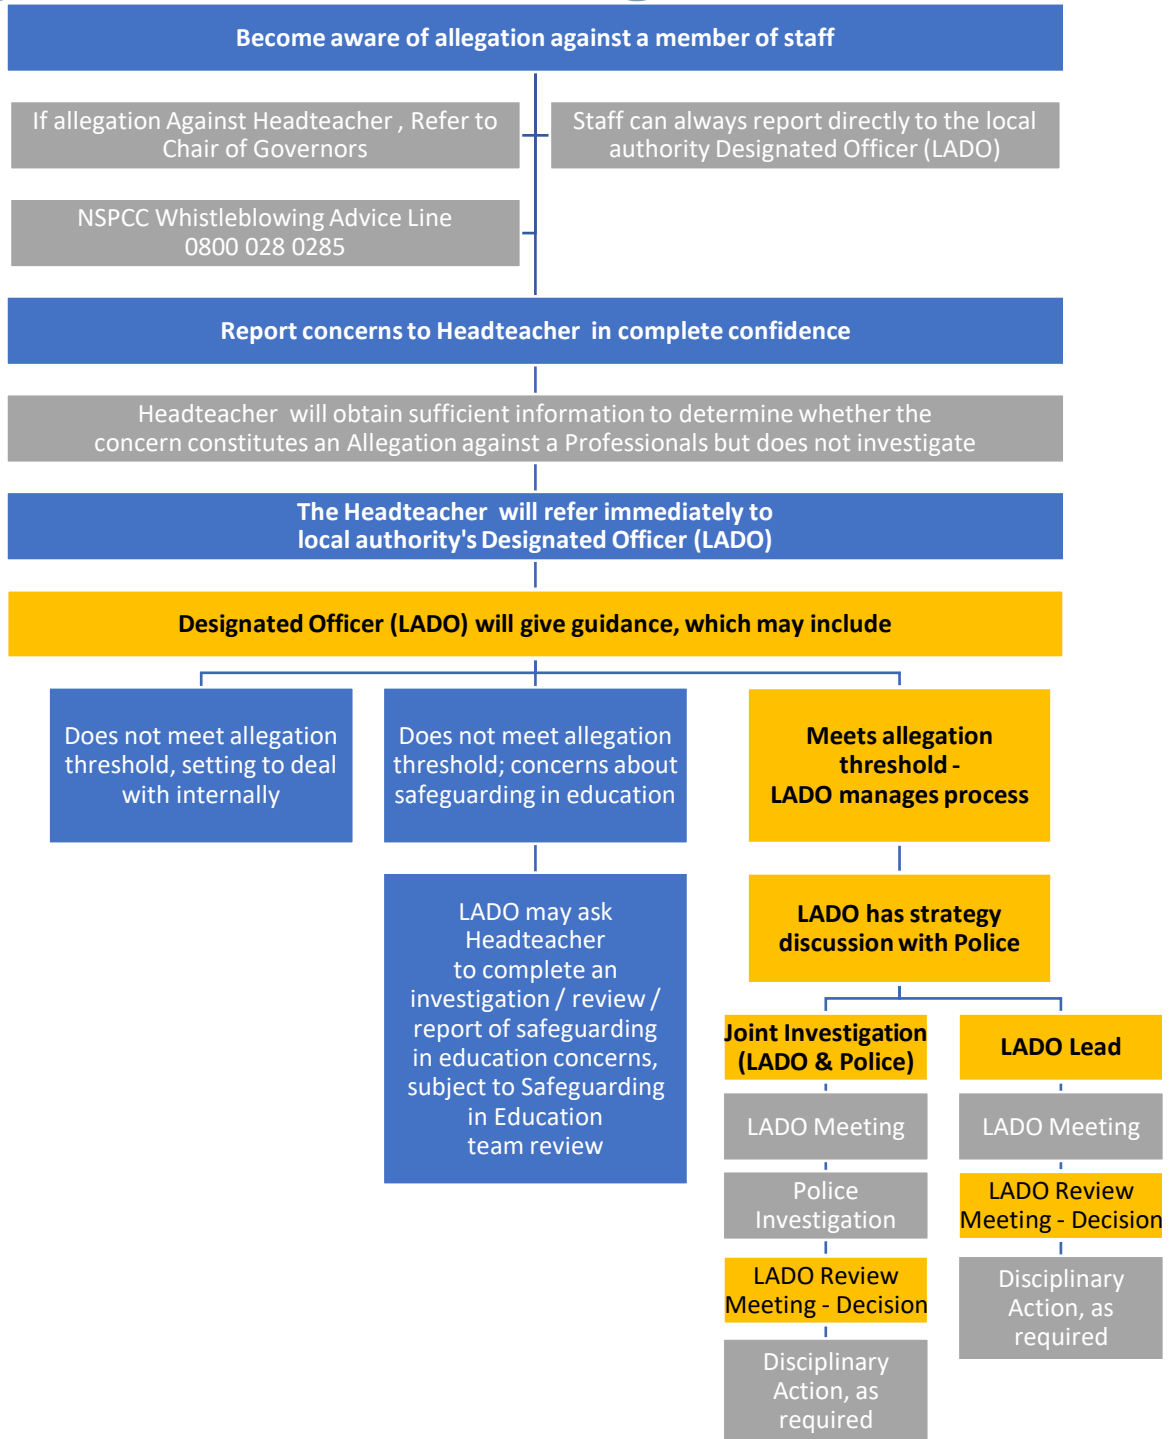 Become aware of allegation against a member of staff
If allegation Against Headteacher , Refer to
Chair of Governors
Staff can always report directly to the local
authority Designated Officer (LADO)
NSPCC Whistleblowing Advice Line
0800 028 0285
Report concerns to Headteacher in complete confidence
Headteacher will obtain sufficient information to determine whether the
concern constitutes an Allegation against a Professionals but does not investigate
The Headteacher will refer immediately to
local authority's Designated Officer (LADO)
Designated Officer (LADO) will give guidance, which may include
Does not meet allegation
threshold, setting to deal
with internally
Does not meet allegation
threshold; concerns about
safeguarding in education
Meets allegation
threshold -
LADO manages process
LADO may ask
Headteacher
to complete an
investigation / review /
report of safeguarding
in education concerns,
subject to Safeguarding
in Education
team review
LADO has strategy
discussion with Police
Joint Investigation
(LADO & Police)
LADO Meeting
Police
Investigation
LADO Review
Meeting - Decision
Disciplinary
Action, as
required
LADO Lead
LADO Meeting
LADO Review
Meeting - Decision
Disciplinary
Action, as
required